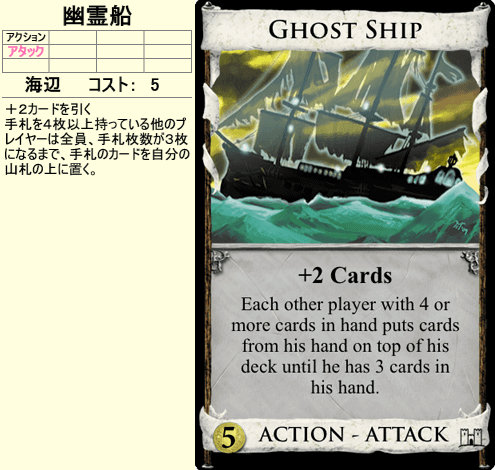 幽霊船
アクション
アタック
海辺 コスト： 5
＋２カードを引く
手札を４枚以上持っている他のプ
レイヤーは全員、手札枚数が３枚
になるまで、手札のカードを自分の
山札の上に置く。
GHOST SHIP
+2 Cards
Each other player with 4 or
more cards in hand puts cards
from his hand on top of his
deck until he has 3 cards in
his hand.
5 ACTION - ATTACK